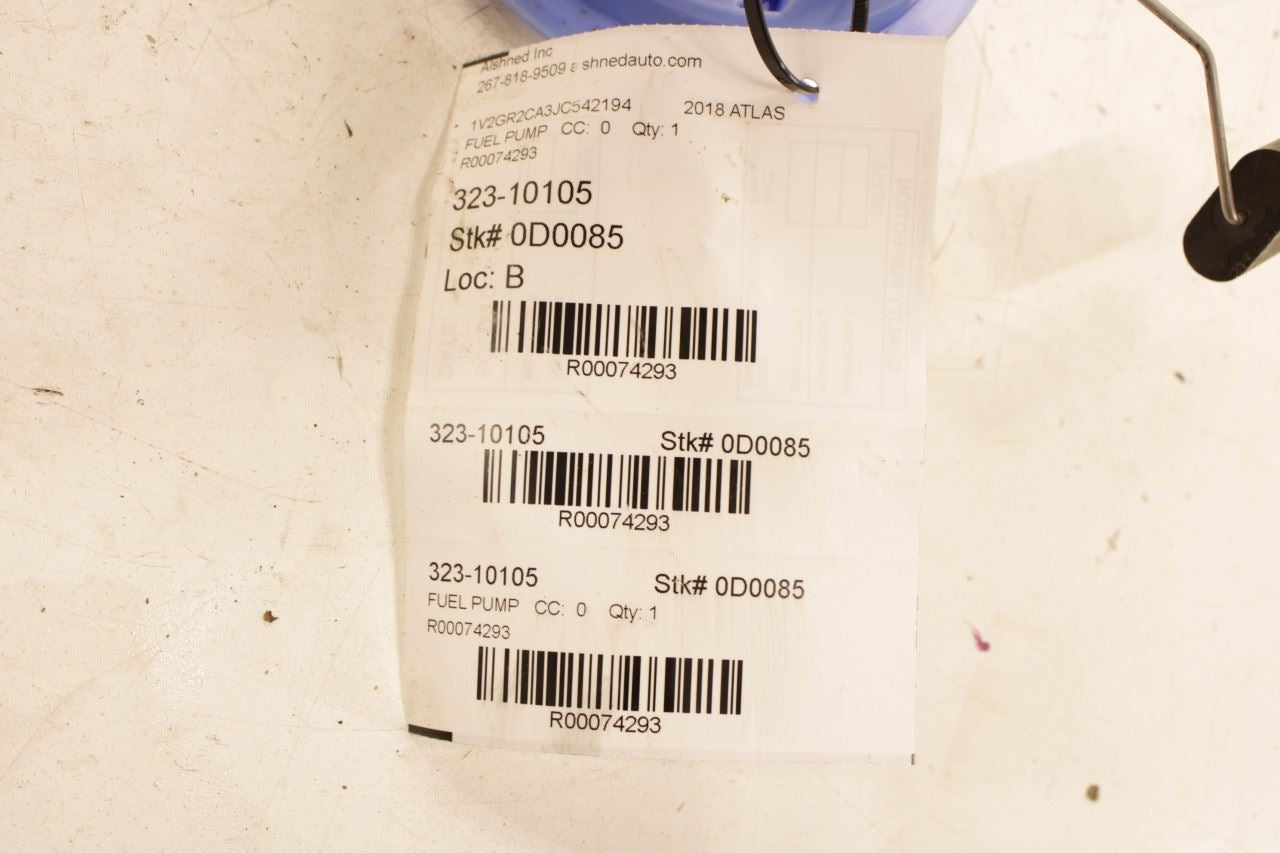 Alshned Inc
267-818-9509 a shnedauto.com
1V2GR2CA3JC542194 2018 ATLAS
FUEL PUMP CC: 0 Qty: 1
R00074293
323-10105
Stk# 0D0085
Loc: B
R00074293
323-10105 Stk# 0D0085
R00074293
323-10105 Stk# 0D0085
FUEL PUMP CC: 0 Qty: 1
R00074293
R00074293